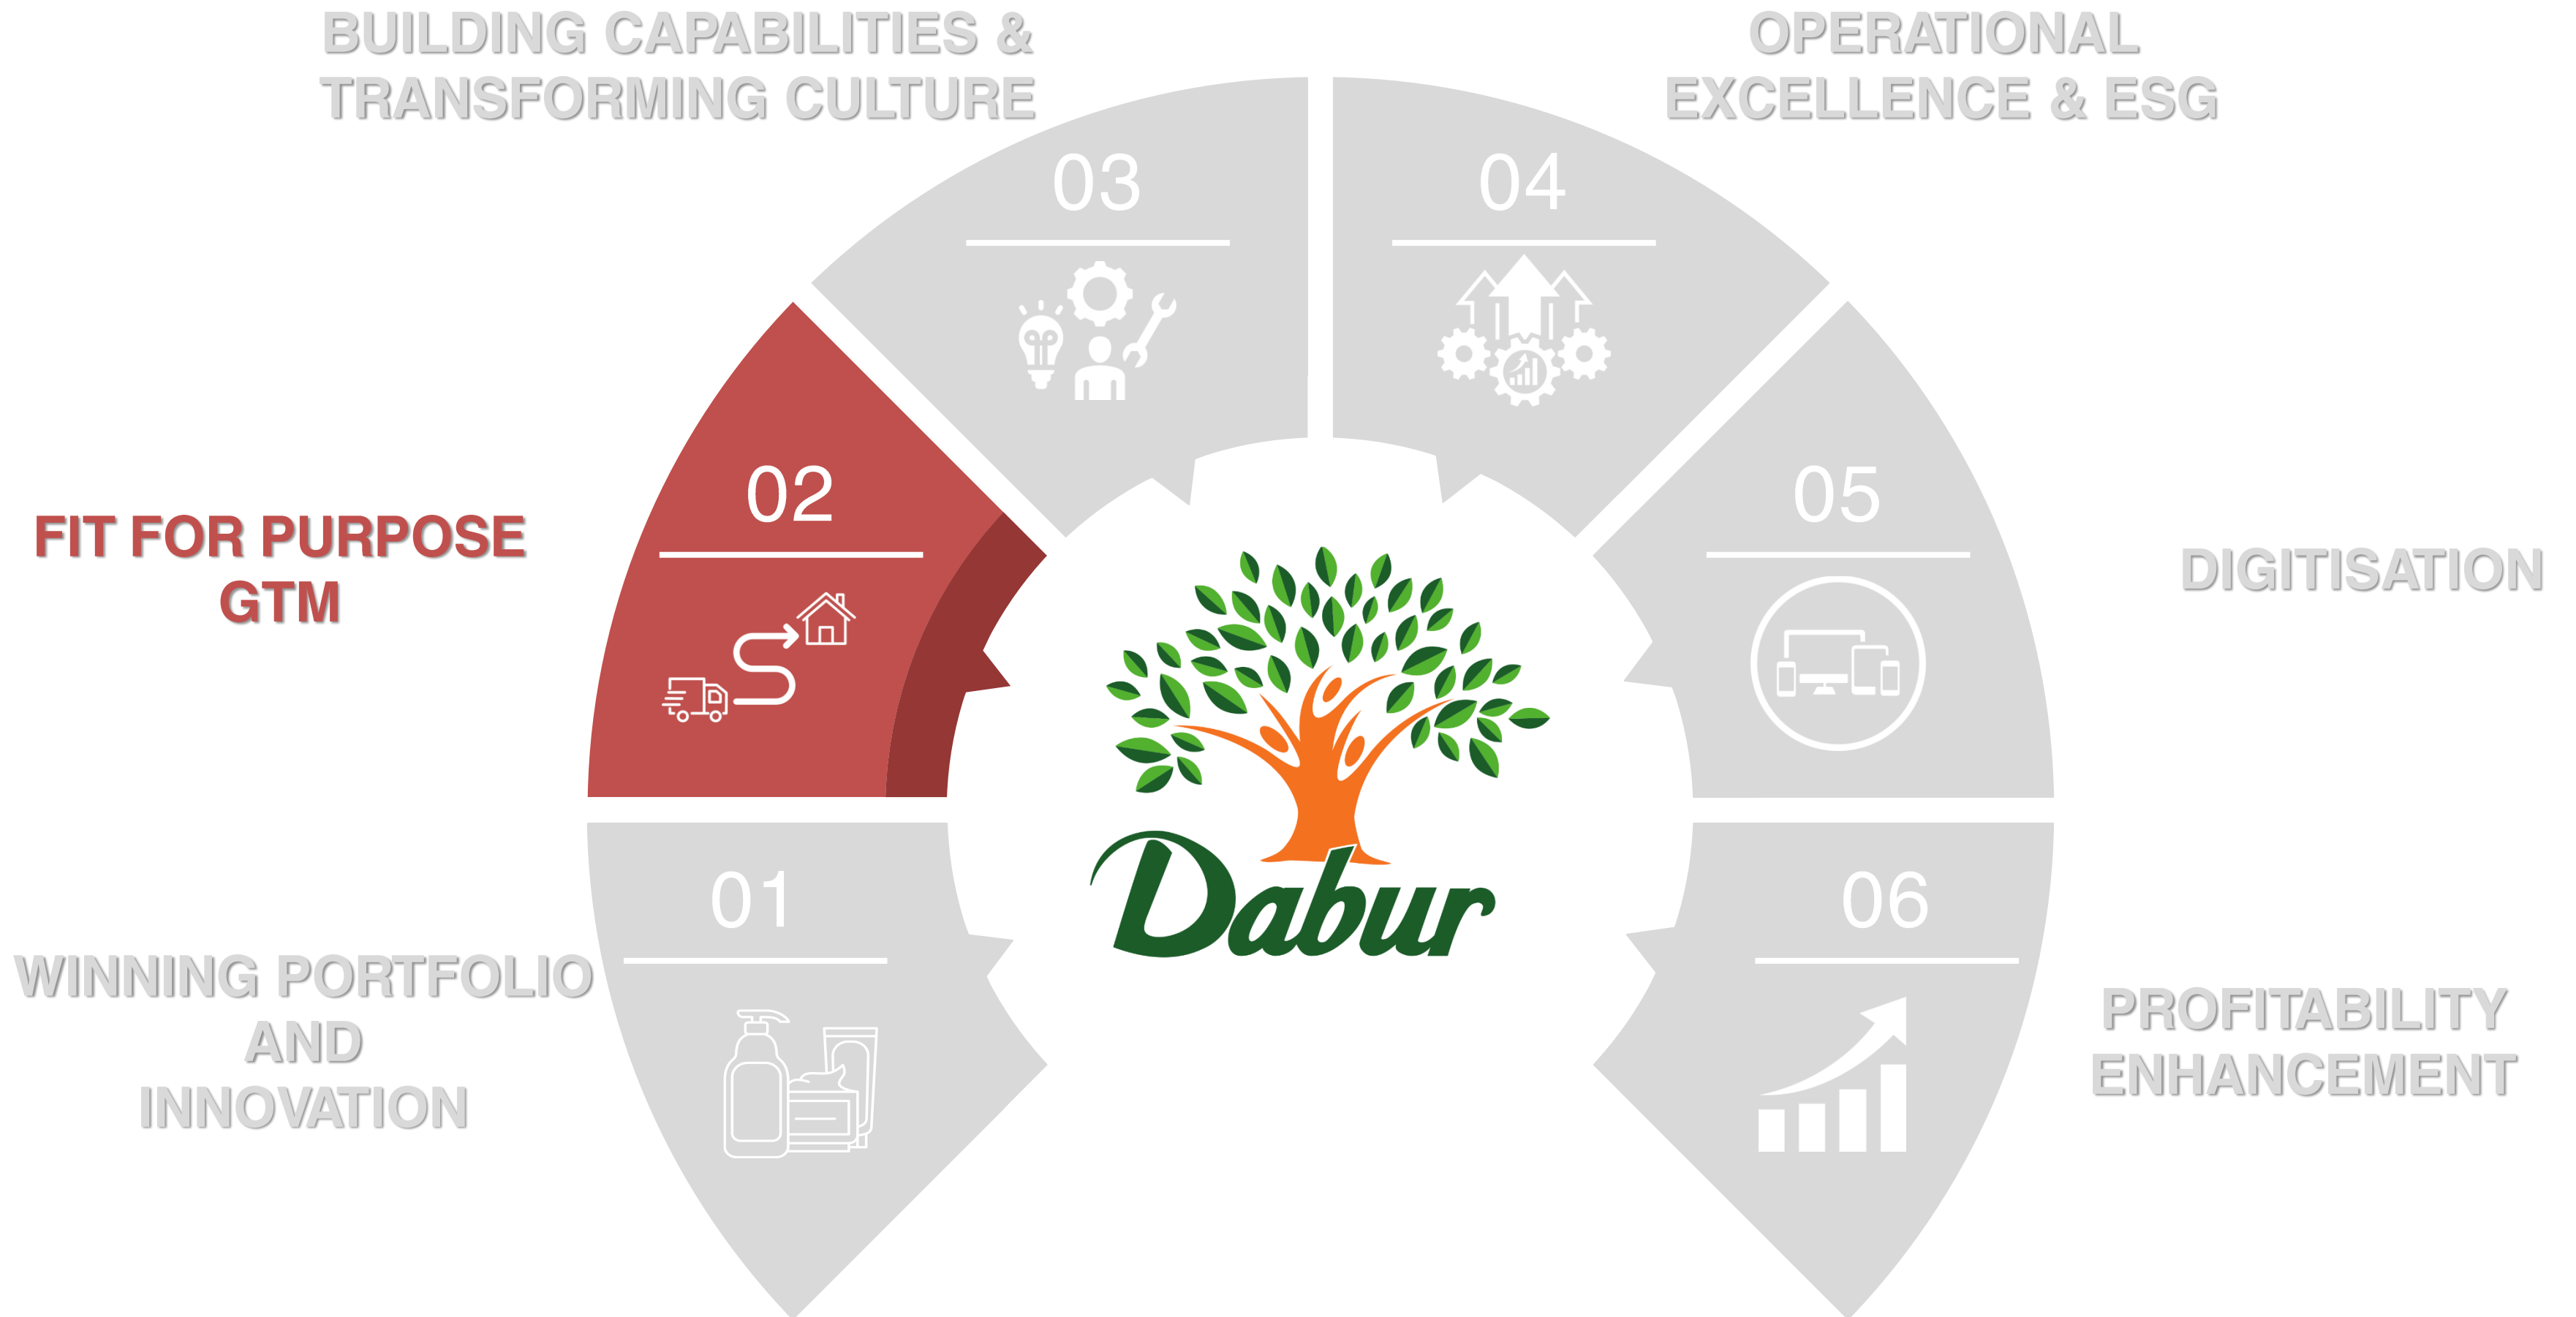 BUILDING CAPABILITIES &
TRANSFORMING CULTURE
OPERATIONAL
EXCELLENCE & ESG
03
04
02
05
FIT FOR PURPOSE
GTM
DIGITISATION
Dabur
01
06
WINNING PORTFOLIO
AND
INNOVATION
PROFITABILITY
ENHANCEMENT